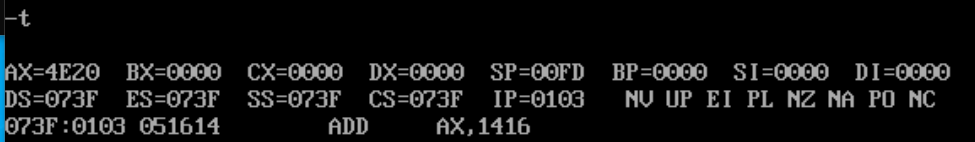 -t
AX=4E20 BX=0000 CX=0000 DX=0000 SP=00FD BP=0000 SI=0000 DI=0000
DS=073F ES=073F SS=073F CS=073F IP=0103 NV UP EI PL NZ NA PO NC
073F:0103 051614 ADD AX,1416